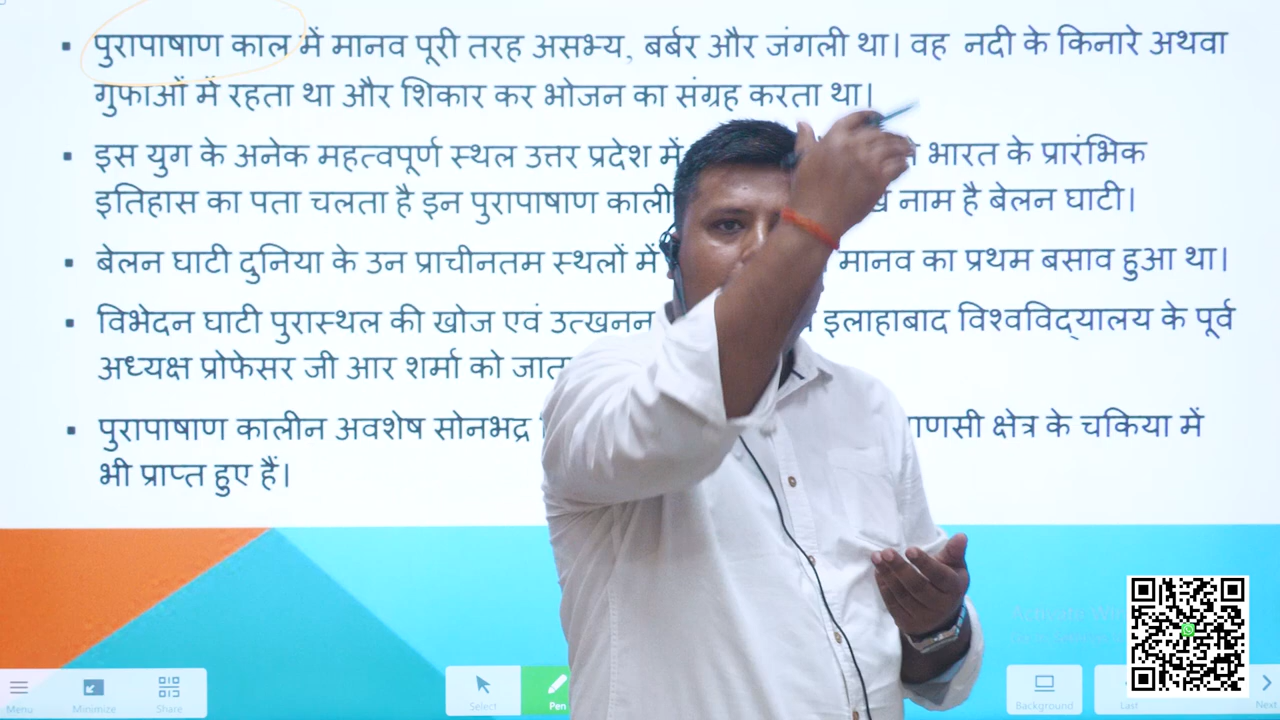 पुरापाषाण काल में मानव पूरी तरह असभ्य, बर्बर और जंगली था। वह नदी के किनारे अथवा
गुफाओं में रहता था और शिकार कर भोजन का संग्रह करता था।
इस युग के अनेक महत्वपूर्ण स्थल उत्तर प्रदेश में भारत के प्रारंभिक
इतिहास का पता चलता है इन पुरापाषाण नाम है बेलन घाटी।
बेलन घाटी दुनिया के उन प्राचीनतम स्थलों में मानव का प्रथम बसाव हुआ था।
विभेदन घाटी पुरास्थल की खोज एवं उत्खनन इलाहाबाद विश्वविद्यालय के पूर्व
अध्यक्ष प्रोफेसर जी आर शर्मा को
पुरापाषाण कालीन अवशेष सोनभद्र क्षेत्र के चकिया में
भी प्राप्त हुए हैं।
Menu Minimize Share Select Pen Background Last Next